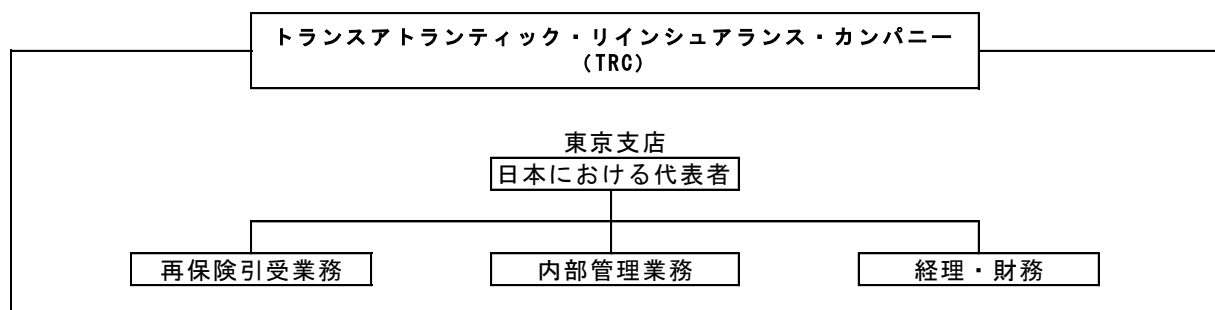 トランスアトランティック・リインシュアランス・カンパニー
(TRC)
東京支店
日本における代表者
再保険引受業務
内部管理業務
経理・財務